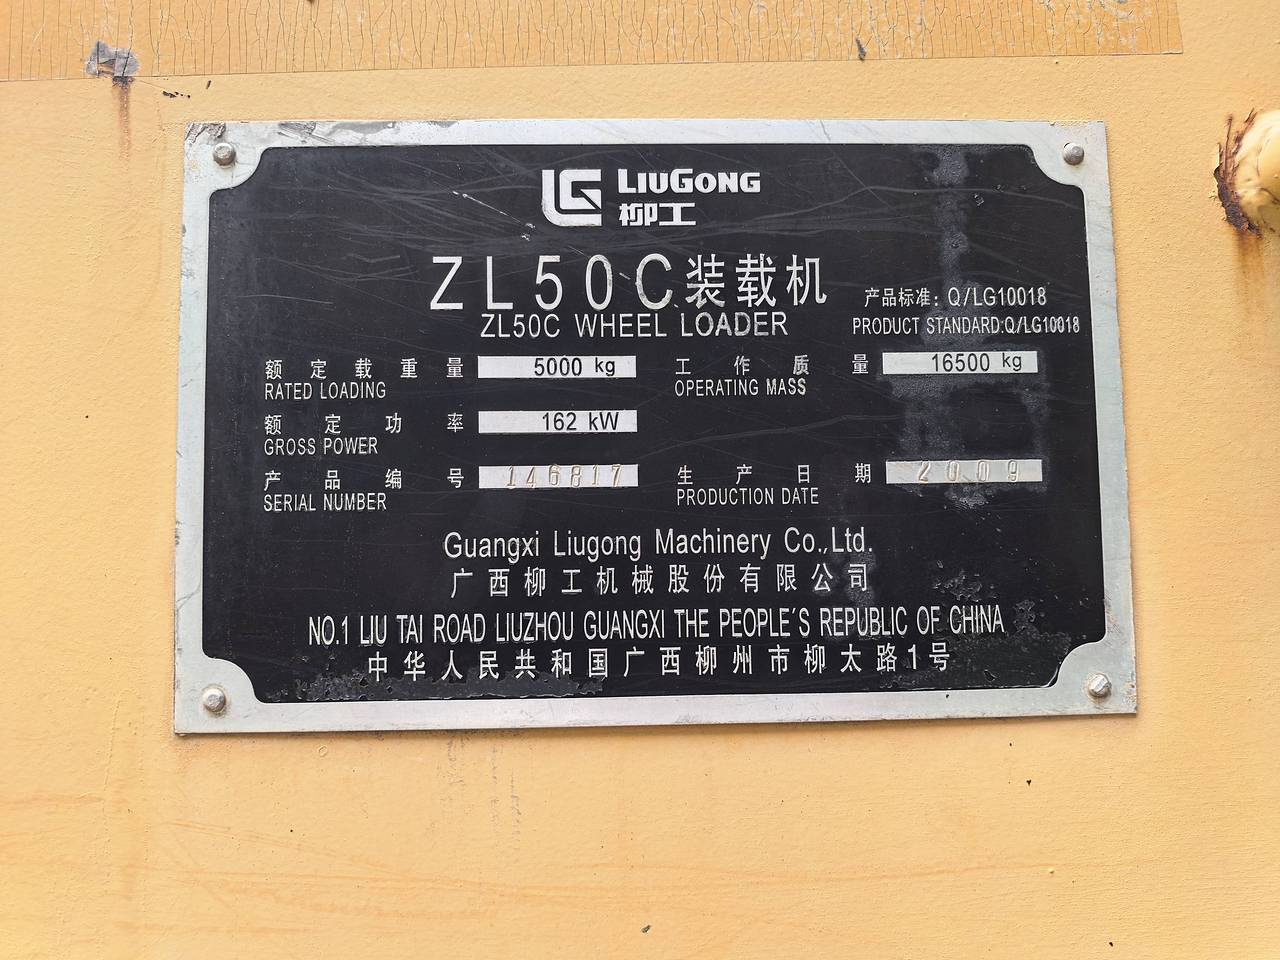 LG LIUGONG
柳工
ZL50C装载机
ZL50C WHEEL LOADER
产品标准：Q/LG10018
PRODUCT STANDARD:Q/LG10018
额定载重量 5000 kg
RATED LOADING
工作质量 16500 kg
OPERATING MASS
额定功率 162 kW
GROSS POWER
产品编号 146817
SERIAL NUMBER
生产日期 2009
PRODUCTION DATE
Guangxi Liugong Machinery Co.,Ltd.
广西柳工机械股份有限公司
NO.1 LIU TAI ROAD LIUZHOU GUANGXI THE PEOPLE´S REPUBLIC OF CHINA
中华人民共和国广西柳州市柳太路1号